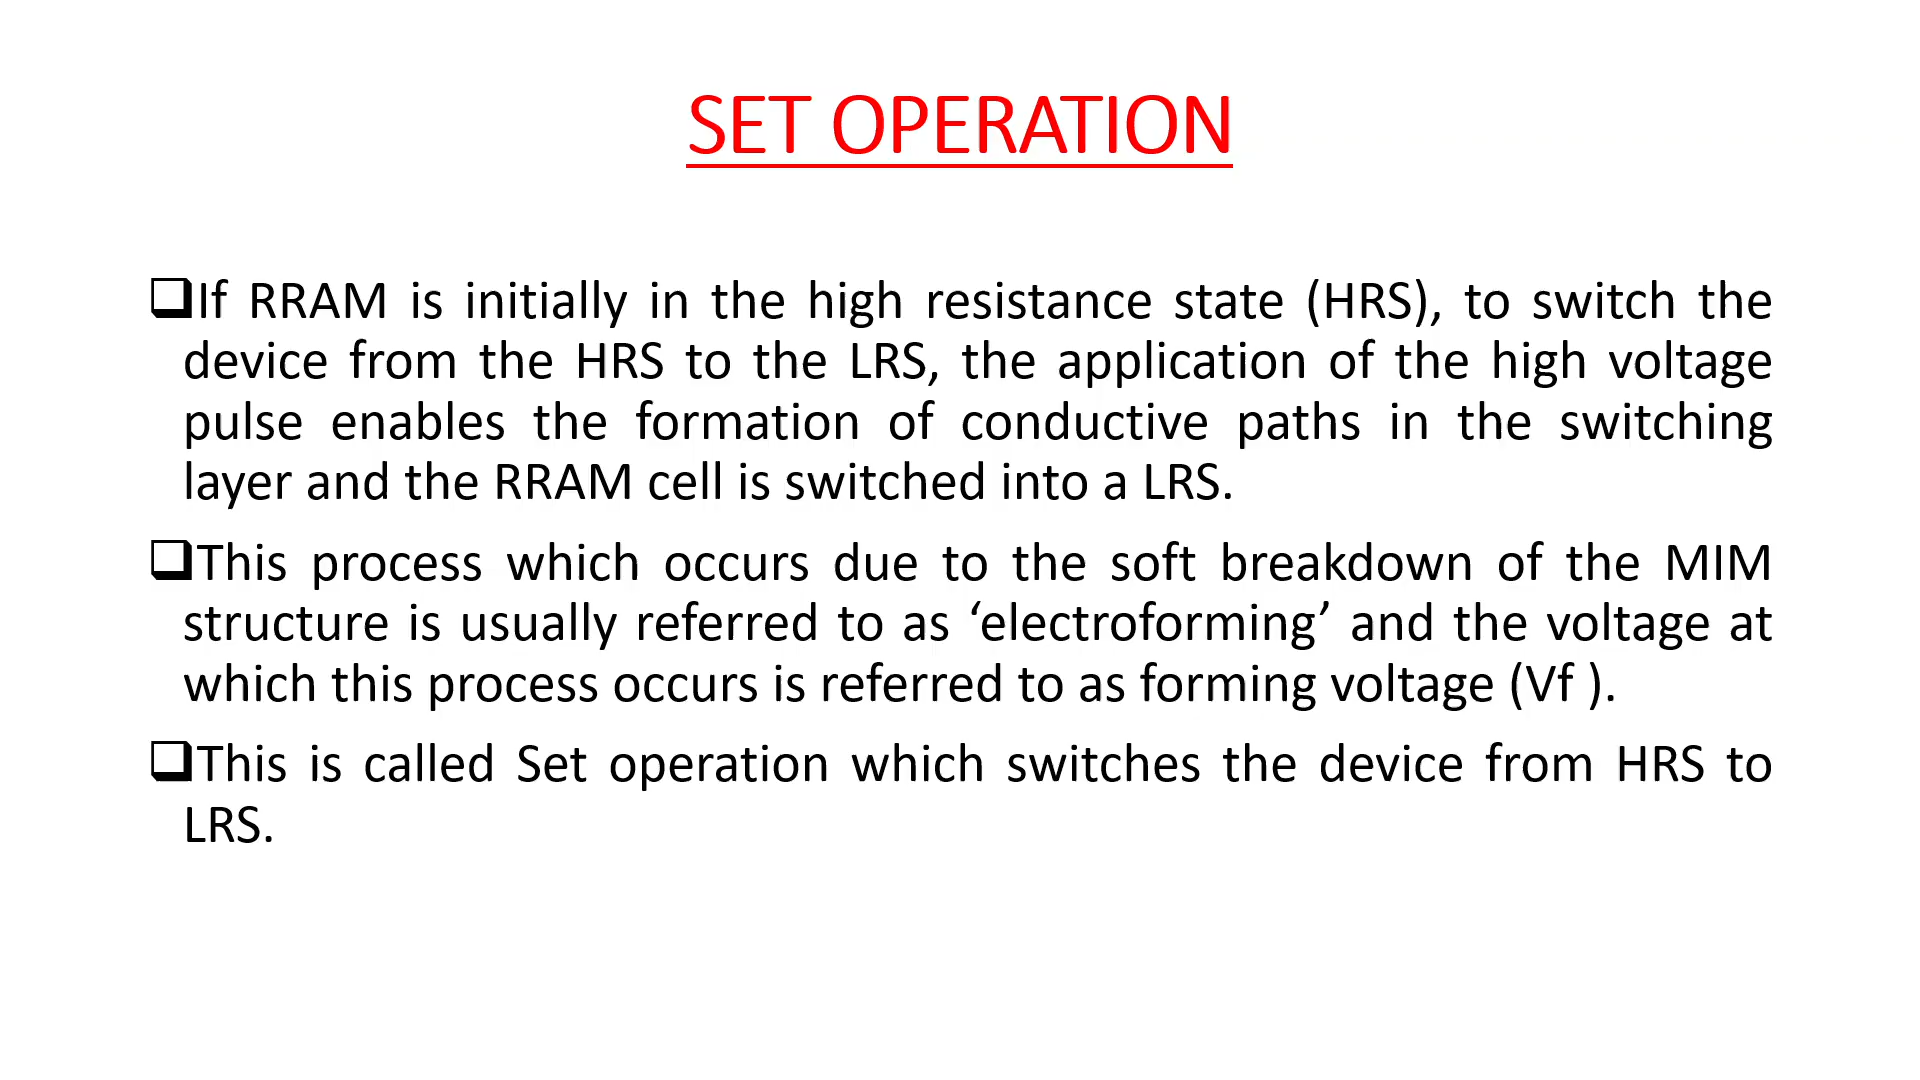 SET OPERATION
❑If RRAM is initially in the high resistance state (HRS), to switch the
device from the HRS to the LRS, the application of the high voltage
pulse enables the formation of conductive paths in the switching
layer and the RRAM cell is switched into a LRS.
❑This process which occurs due to the soft breakdown of the MIM
structure is usually referred to as ‘electroforming’ and the voltage at
which this process occurs is referred to as forming voltage (Vf ).
❑This is called Set operation which switches the device from HRS to
LRS.